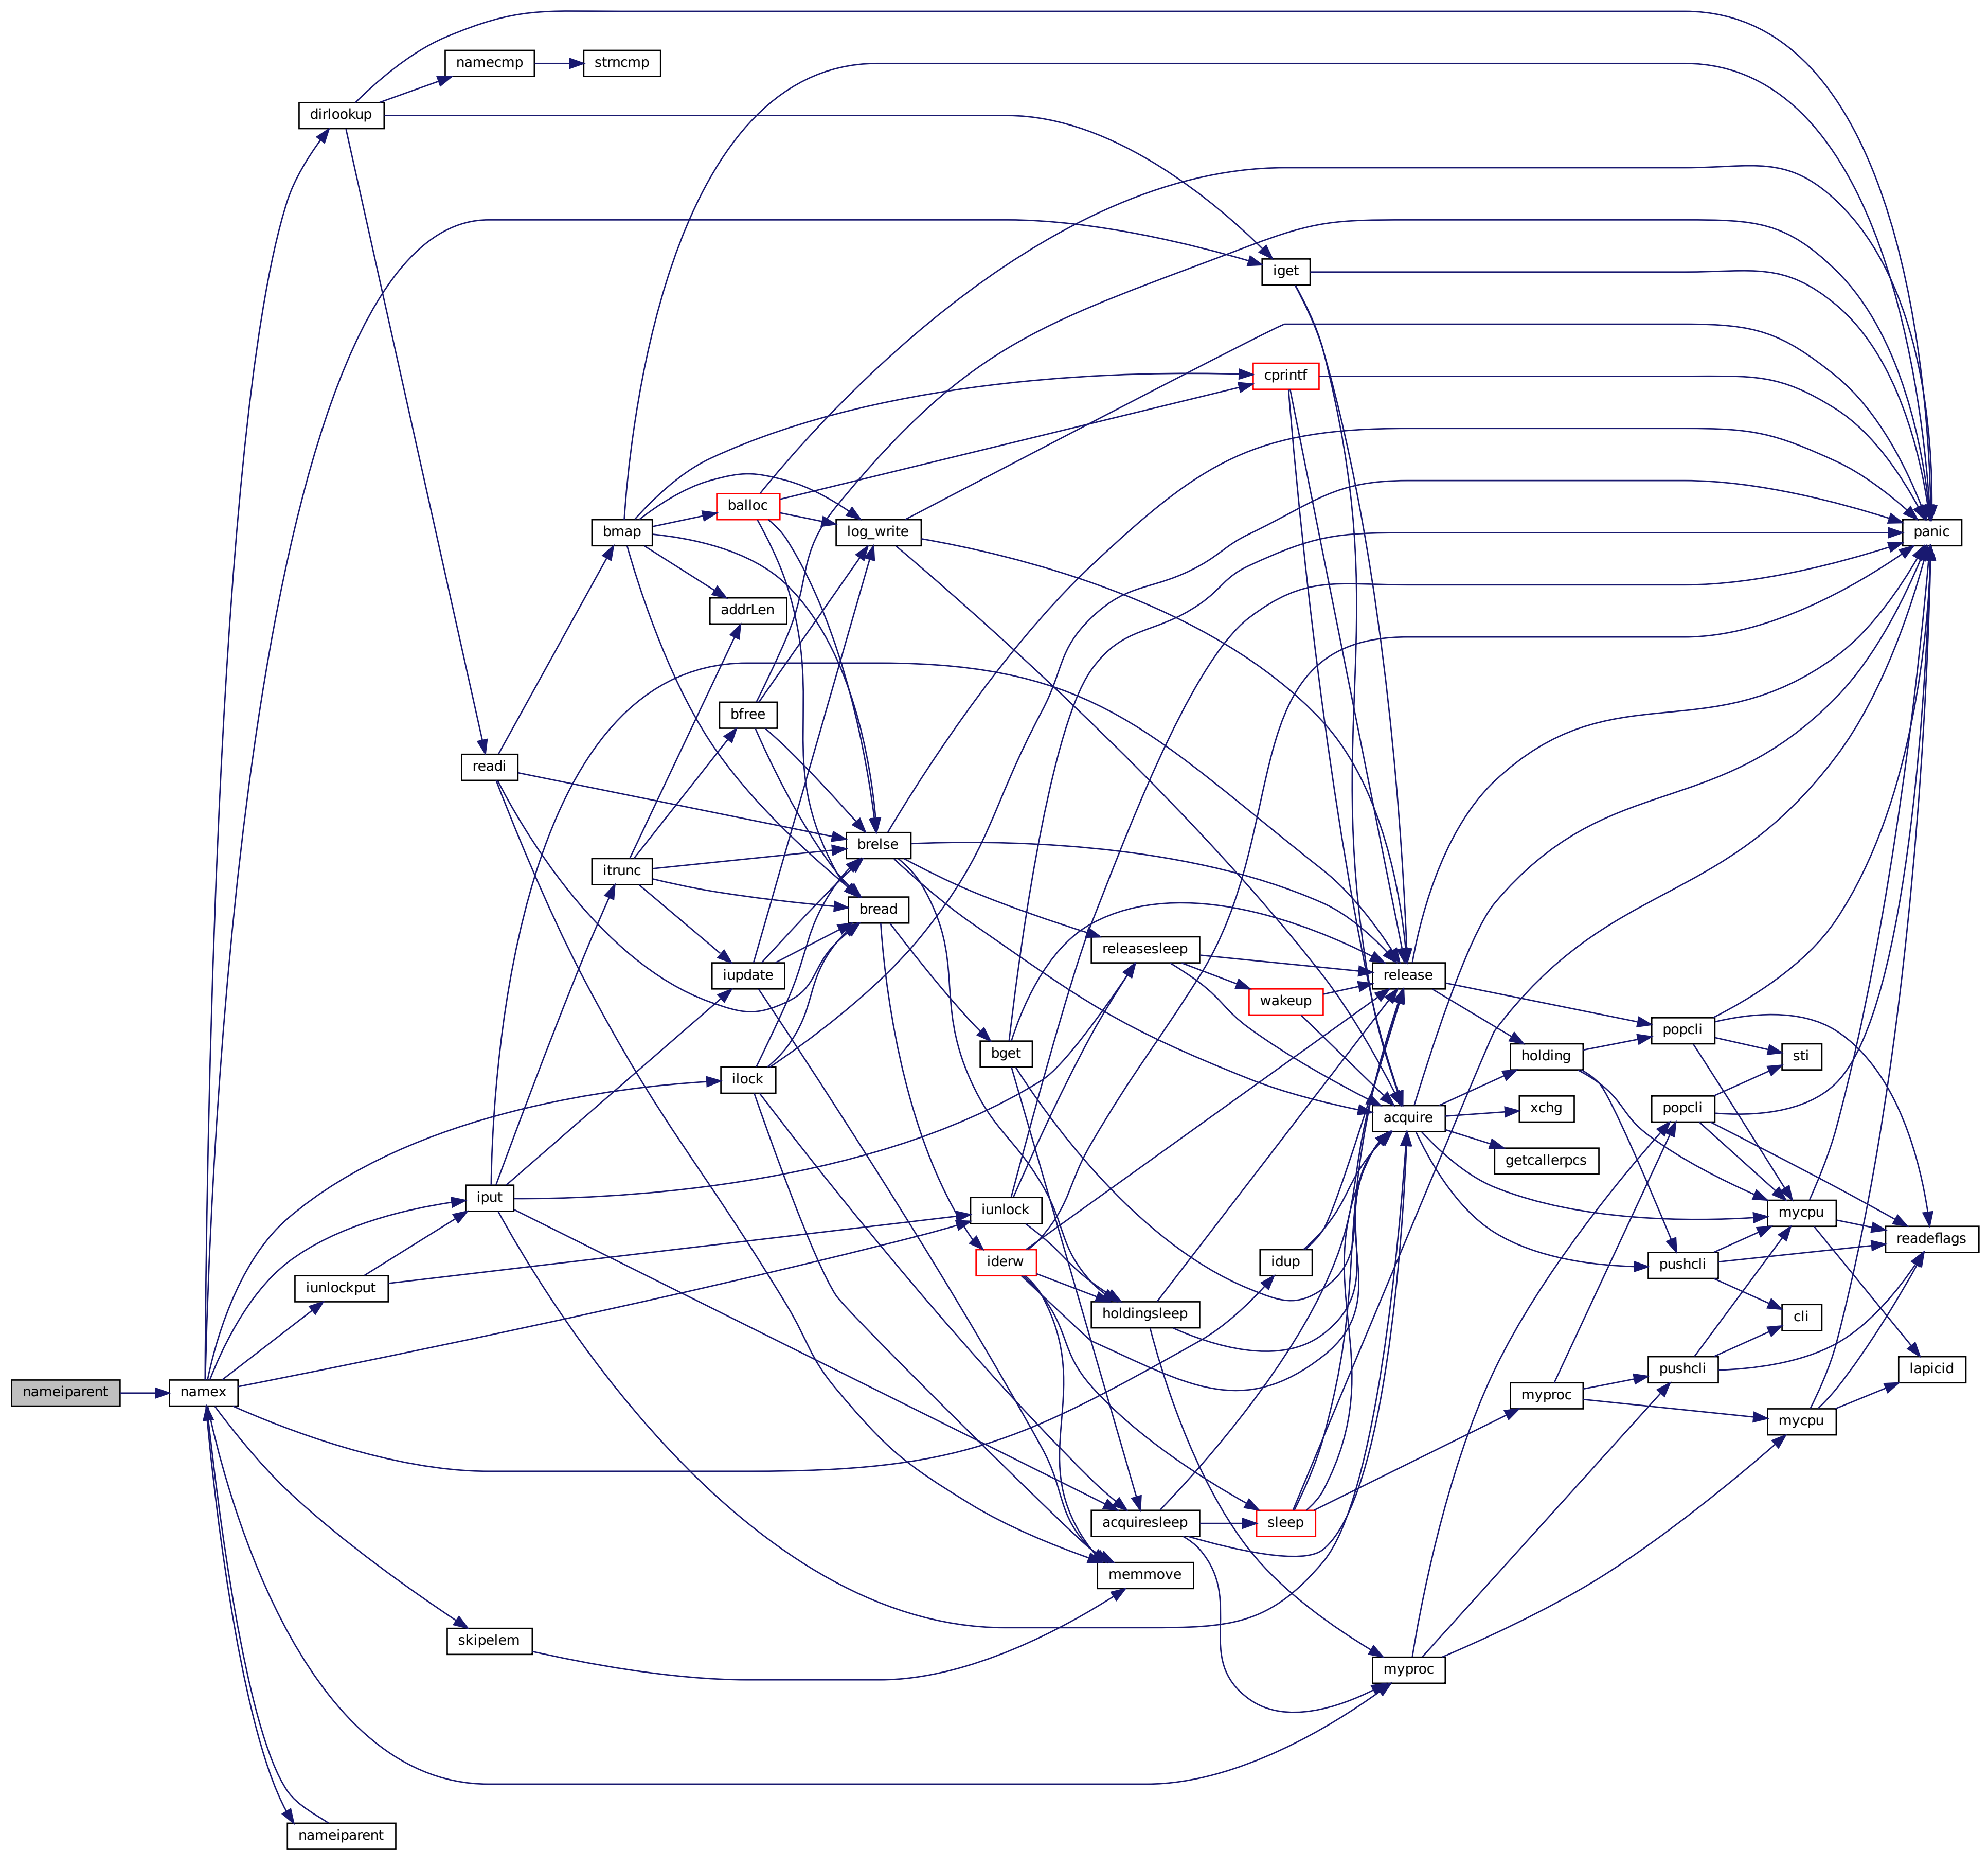 namecmp
strncmp
dirlookup
iget
cprintf
balloc
bmap
log_write
panic
addrLen
bfree
readi
brelse
itrunc
bread
releasesleep
iupdate
release
wakeup
popcli
bget
holding
sti
ilock
popcli
xchg
acquire
getcallerpcs
iput
iunlock
mycpu
readeflags
idup
iderw
pushcli
iunlockput
holdingsleep
cli
pushcli
lapicid
nameiparent
namex
myproc
mycpu
acquiresleep
sleep
memmove
skipelem
myproc
nameiparent